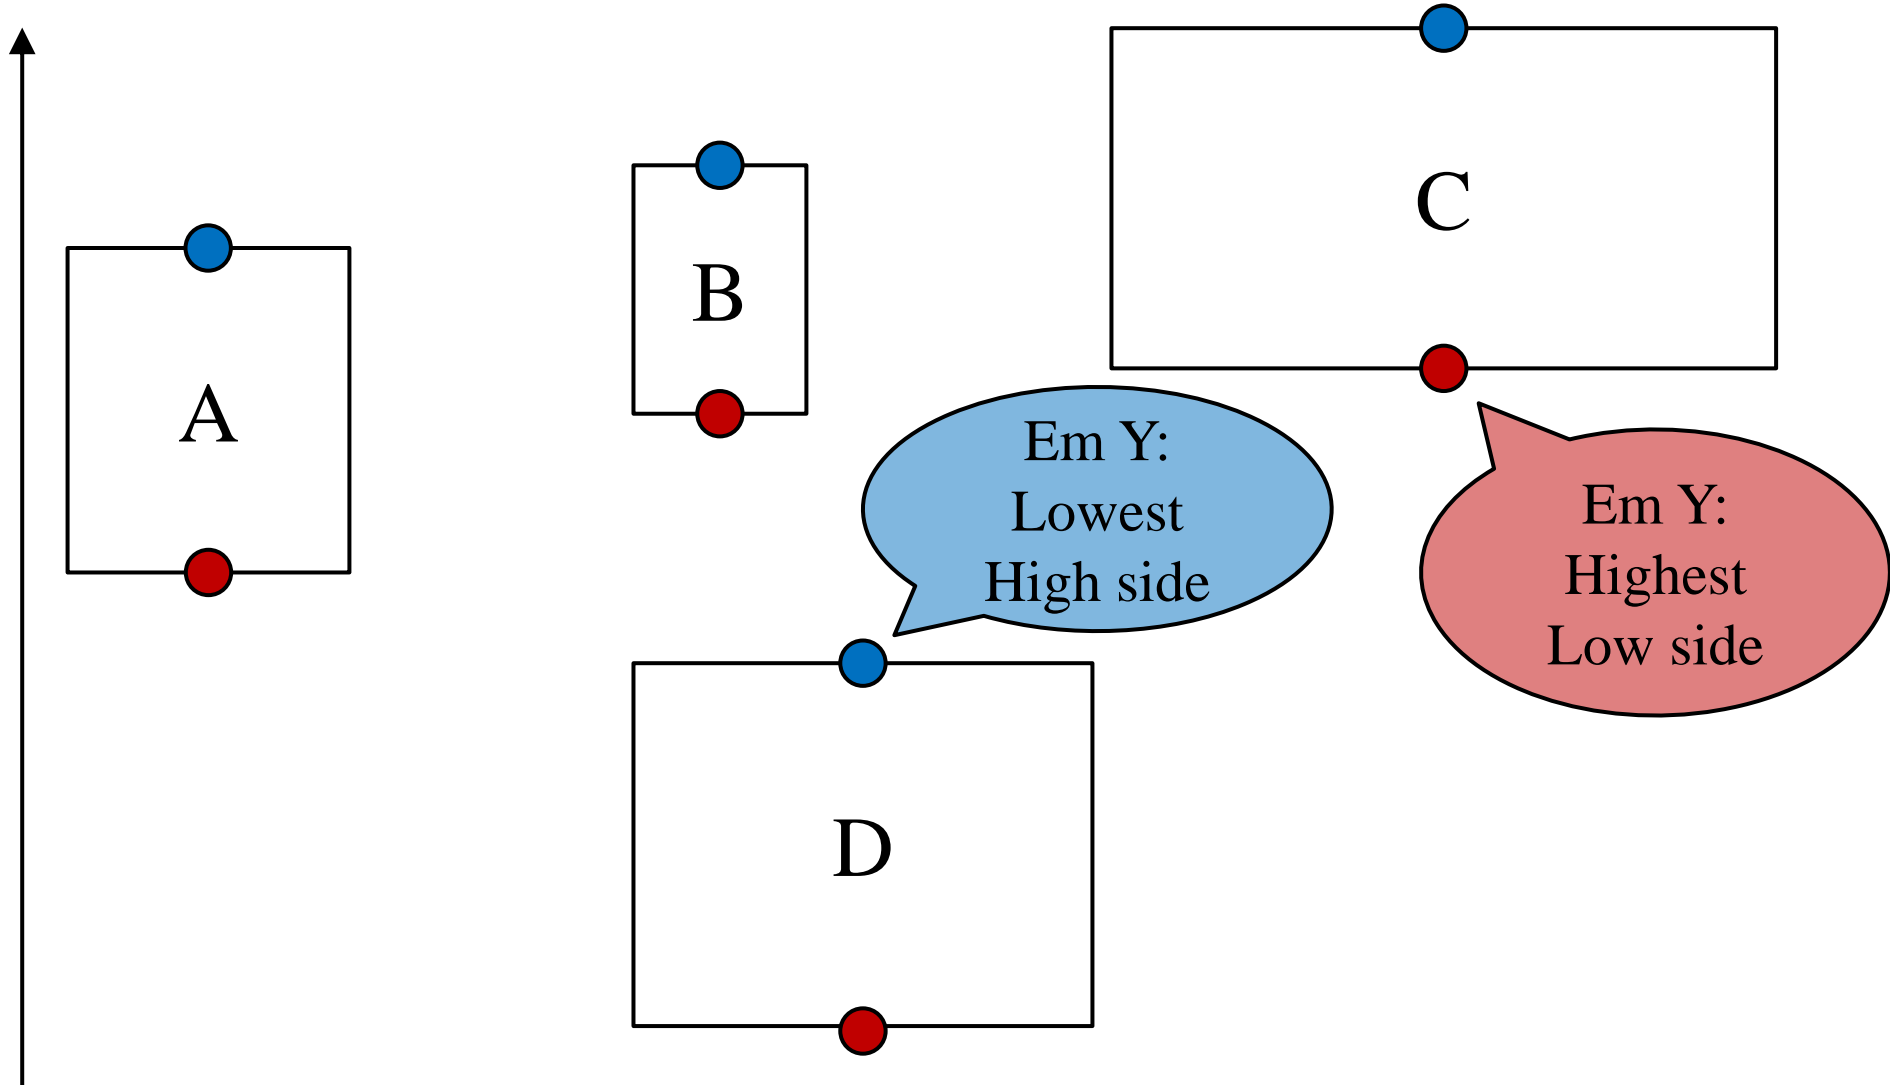 C
B
A
Em Y:
Lowest
High side
Em Y:
Highest
Low side
D